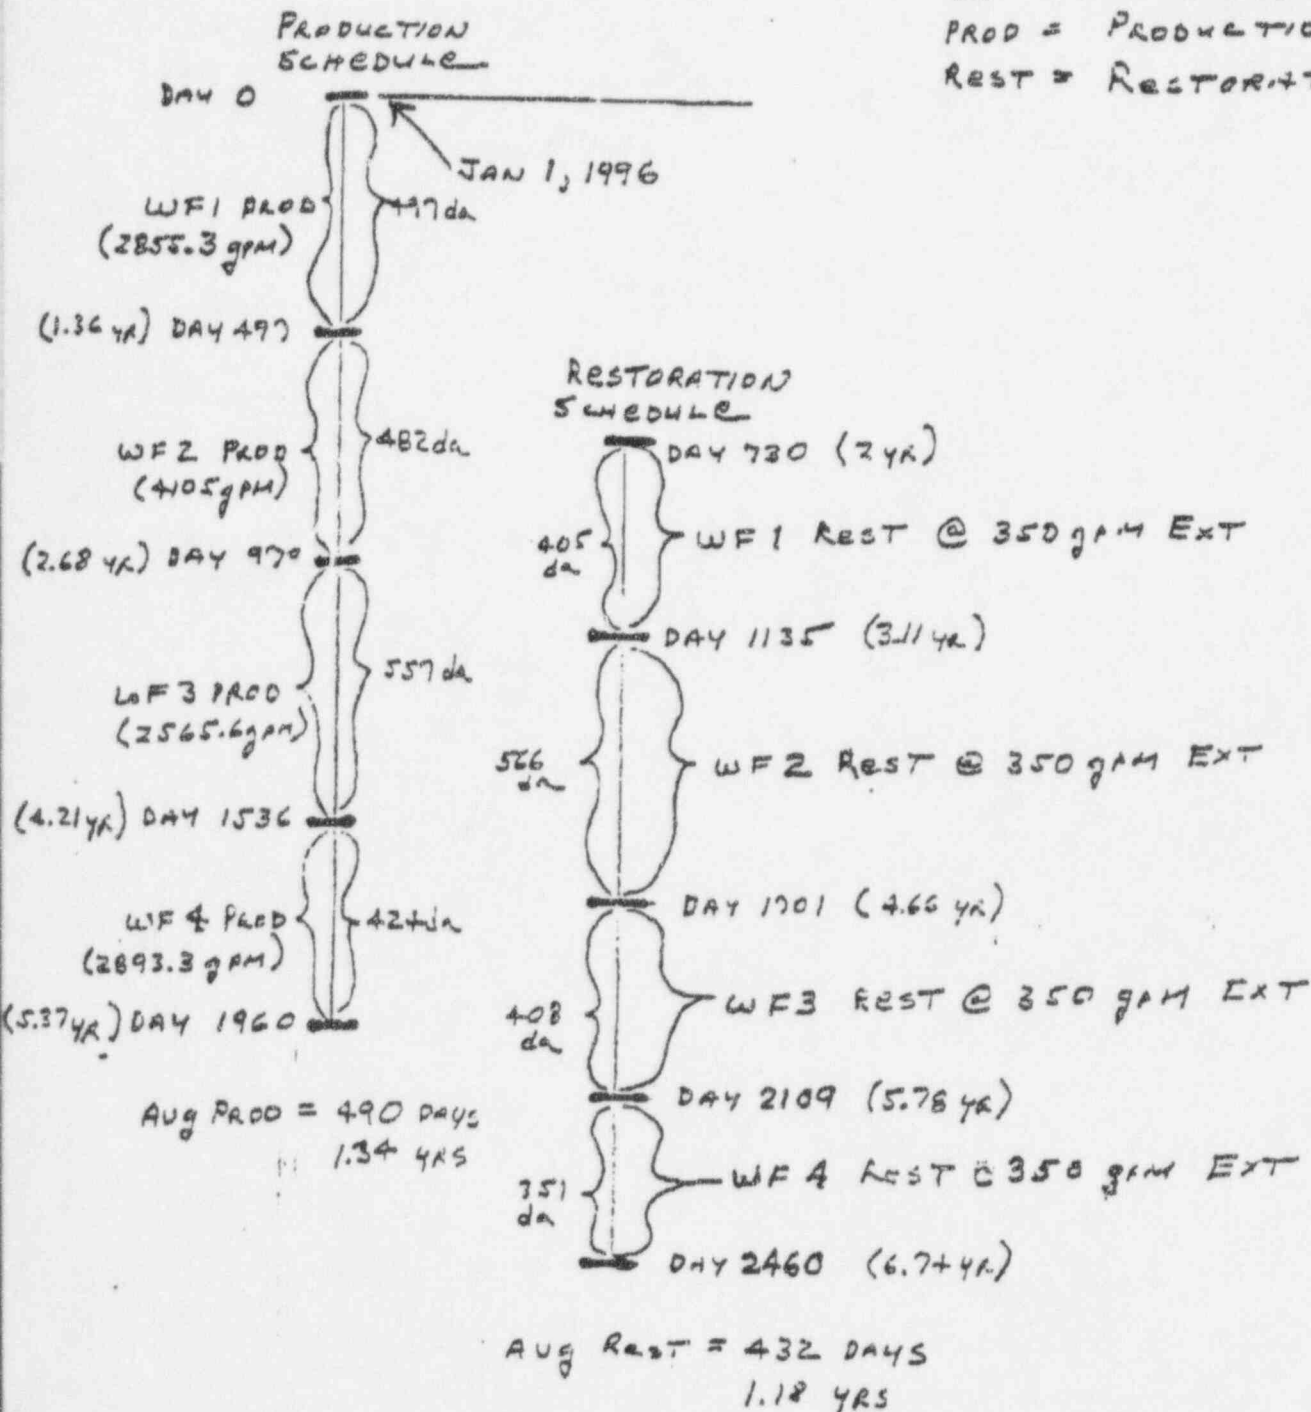 PRODUCTION
SCHEDULE
PROD = PRODUCTIO
REST = RESTORAT
DAY 0
JAN 1, 1996
WF1 PROD
(2855.3 gpm)
497 da
(1.36 yr) DAY 497
WF2 PROD
(4105 gpm)
482 da
(2.68 yr) DAY 979
WF3 PROD
(2565.6 gpm)
557 da
(4.21 yr) DAY 1536
WF4 PROD
(2893.3 gpm)
424 da
(5.37 yr) DAY 1960
AVg PROD = 490 DAYS
1.34 YRS
RESTORATION
SCHEDULE
DAY 730 (2 yr)
405
da
WF1 REST @ 350 gpm EXT
DAY 1135 (3.11 yr)
566
da
WF2 REST @ 350 gpm EXT
DAY 1701 (4.66 yr)
408
da
WF3 REST @ 350 gpm EXT
DAY 2109 (5.78 yr)
351
da
WF4 REST @ 350 gpm EXT
DAY 2460 (6.74 yr)
AVg REST = 432 DAYS
1.18 YRS